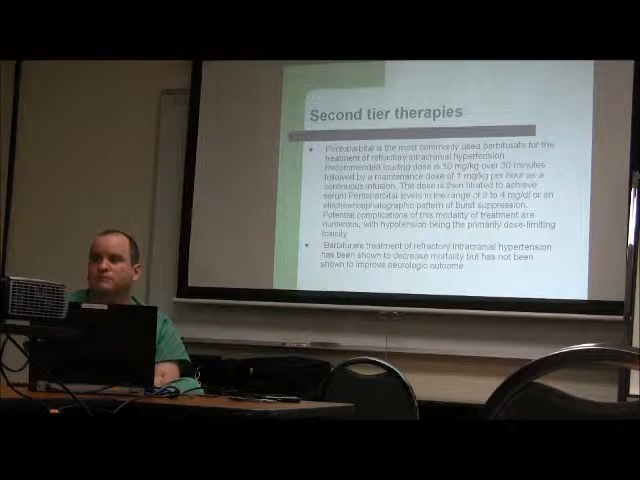 Second tier therapies
Pentobarbital is the most commonly used barbiturate for the
treatment of refractory intracranial hypertension
Recommended loading dose is 10 mg/kg over 30 minutes
followed by a maintenance dose of 1 mg/kg per hour as a
continuous infusion. The dose is then titrated to achieve
serum Pentobarbital levels in the range of 3 to 4 mg/dl or an
electroencephalographic pattern of burst suppression.
Potential complications of this modality of treatment are
numerous, with hypotension being the primarily dose-limiting
toxicity.
Barbiturate treatment of refractory intracranial hypertension
has been shown to decrease mortality but has not been
shown to improve neurologic outcome